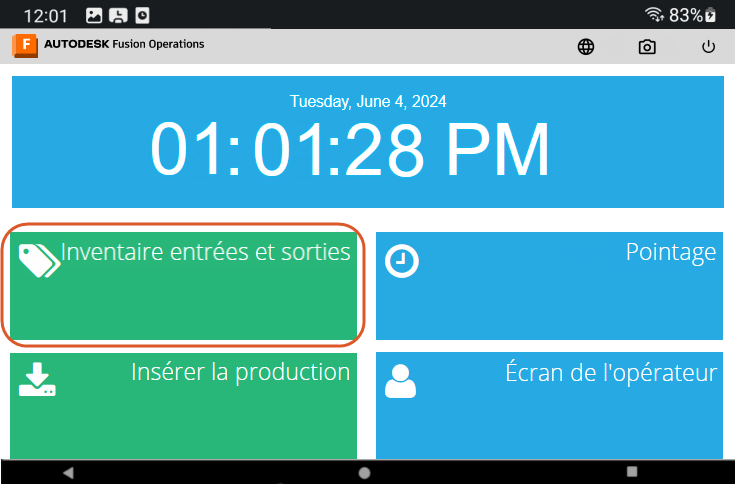 12:01
83%
F AUTODESK Fusion Operations
Tuesday, June 4, 2024
01:01:28 PM
Inventaire entrées et sorties
Pointage
Insérer la production
Écran de l'opérateur